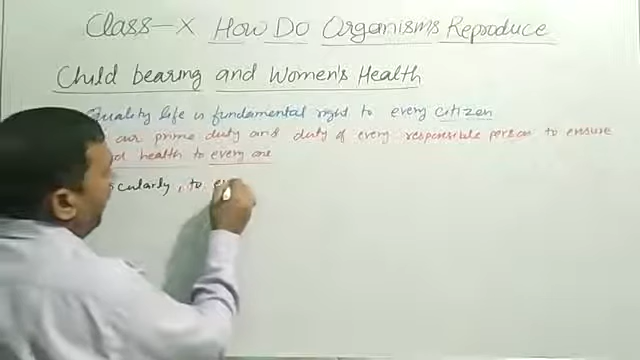 Class-X How Do Organisms Reproduce
Child bearing and Women's Health
Quality life is fundamental right to every citizen
our prime duty and duty of every responsible person to ensure
health to every one
, to